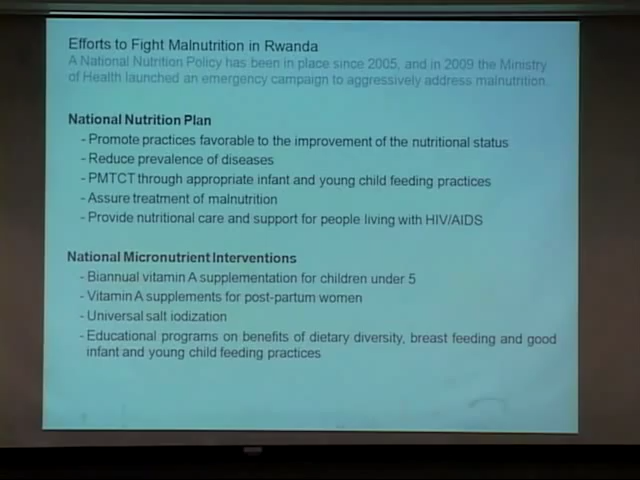 Efforts to Fight Malnutrition in Rwanda
A National Nutrition Policy has been in place since 2005, and in 2009 the Ministry
of Health launched an emergency campaign to aggressively address malnutrition.
National Nutrition Plan
- Promote practices favorable to the improvement of the nutritional status
- Reduce prevalence of diseases
- PMTCT through appropriate infant and young child feeding practices
- Assure treatment of malnutrition
- Provide nutritional care and support for people living with HIV/AIDS
National Micronutrient Interventions
- Biannual vitamin A supplementation for children under 5
- Vitamin A supplements for post-partum women
- Universal salt iodization
- Educational programs on benefits of dietary diversity, breast feeding and good
infant and young child feeding practices